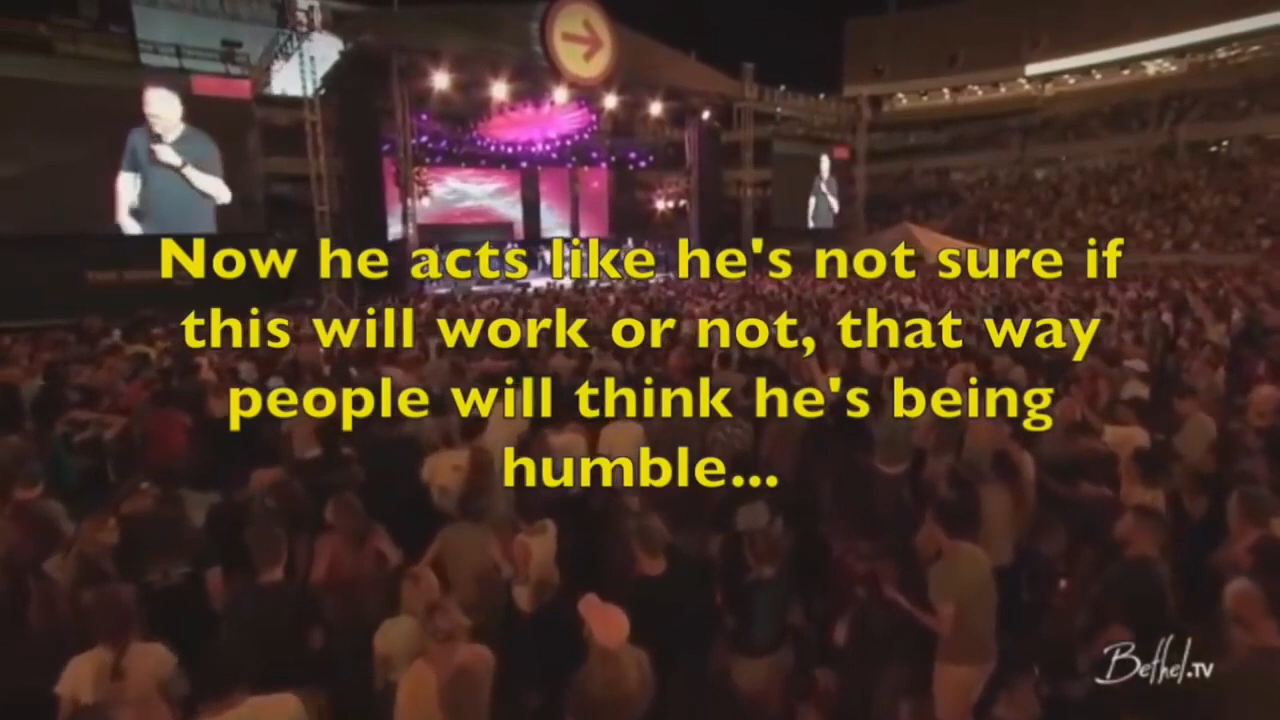 Now he acts like he's not sure if
this will work or not, that way
people will think he's being
humble...
Bethel.TV